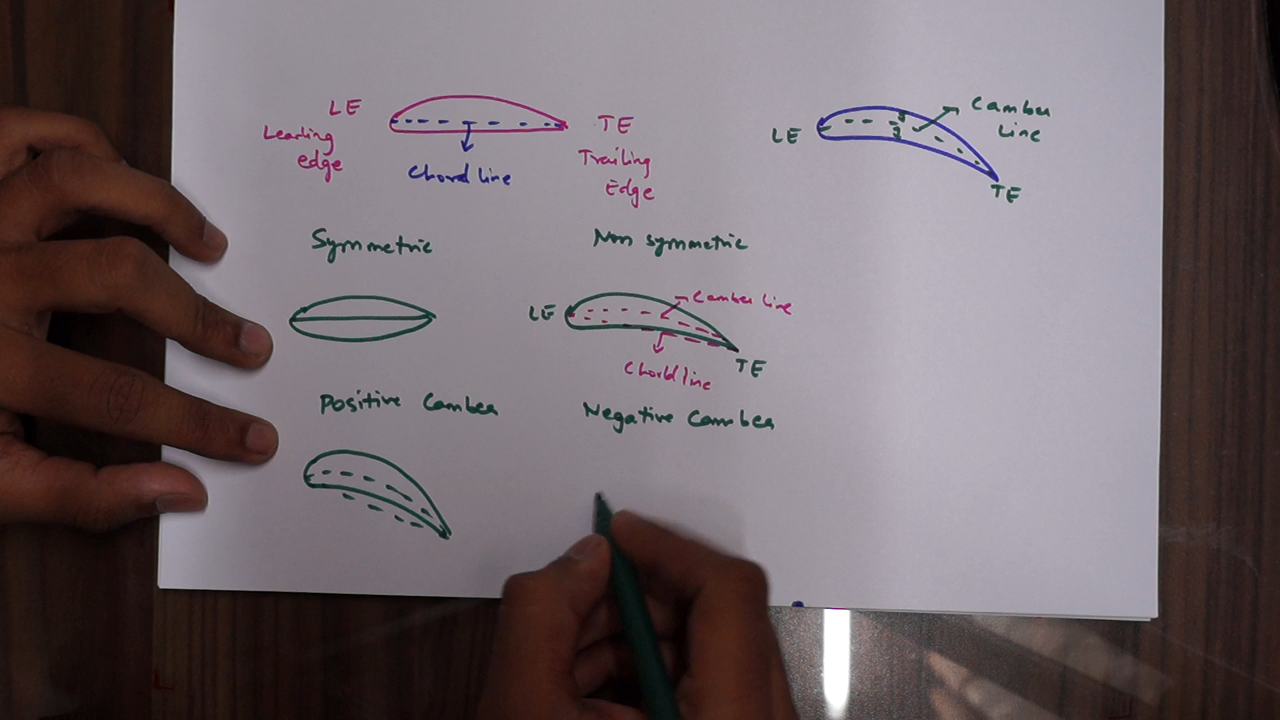 LE
Leading
edge
Chord line
TE
Trailing
Edge
LE
Camber
Line
TE
Symmetric
Non symmetric
LE
Camber Line
Chord line
TE
Positive Camber
Negative Camber